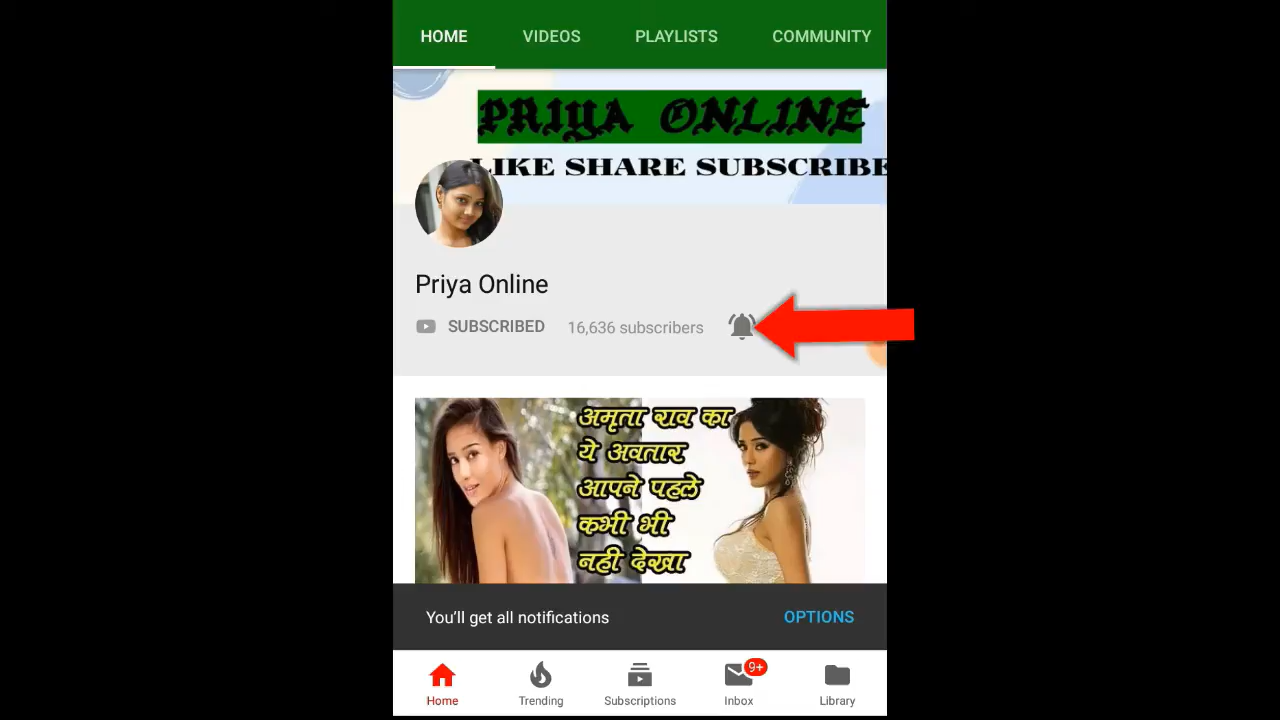 HOME VIDEOS PLAYLISTS COMMUNITY
PRIYA ONLINE
LIKE SHARE SUBSCRIBE
Priya Online
SUBSCRIBED 16,636 subscribers
अमृता राव का
ये अवतार
आपने पहले
कभी भी
नही देखा
You'll get all notifications OPTIONS
9+
Home Trending Subscriptions Inbox Library